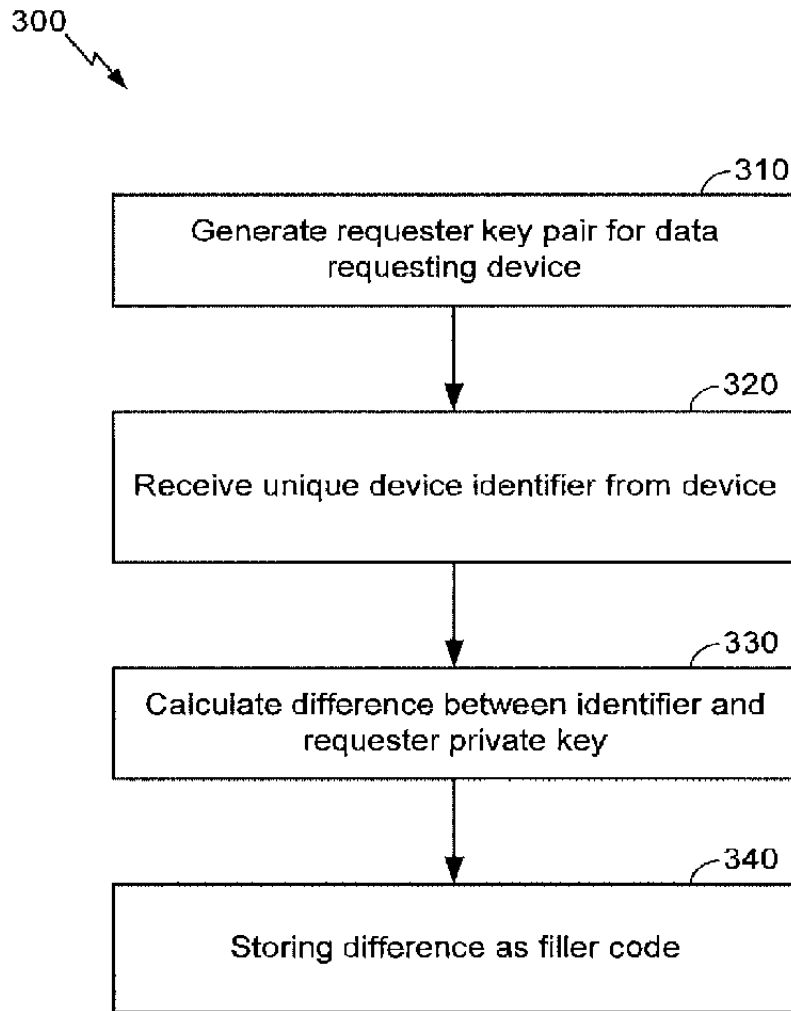 300
310
Generate requester key pair for data
requesting device
320
Receive unique device identifier from device
330
Calculate difference between identifier and
requester private key
340
Storing difference as filler code